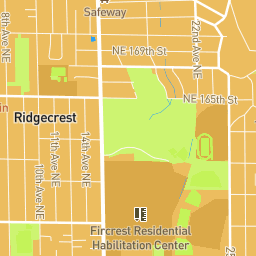 Safeway
8th Ave NE
NE 169th St
22nd Ave NE
NE 165th St
Ridgecrest
10th Ave NE
11th Ave NE
14th Ave NE
Fircrest Residential
Habilitation Center